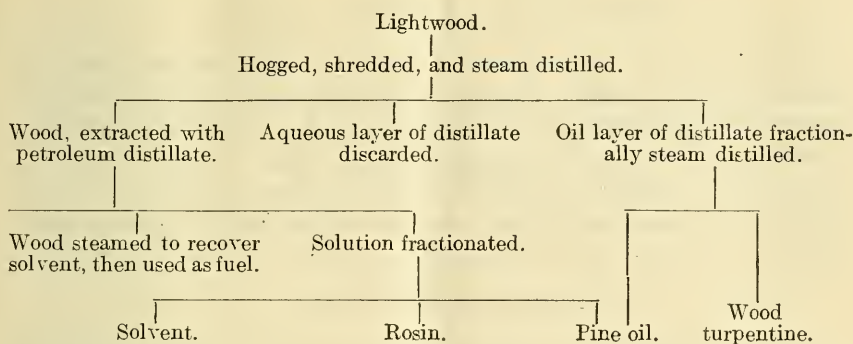 Lightwood.
Hogged, shredded, and steam distilled.
Wood, extracted with
petroleum distillate.
Aqueous layer of distillate
discarded.
Oil layer of distillate fraction-
ally steam distilled.
Wood steamed to recover
solvent, then used as fuel.
Solution fractionated.
Solvent.
Rosin.
Pine oil.
Wood
turpentine.